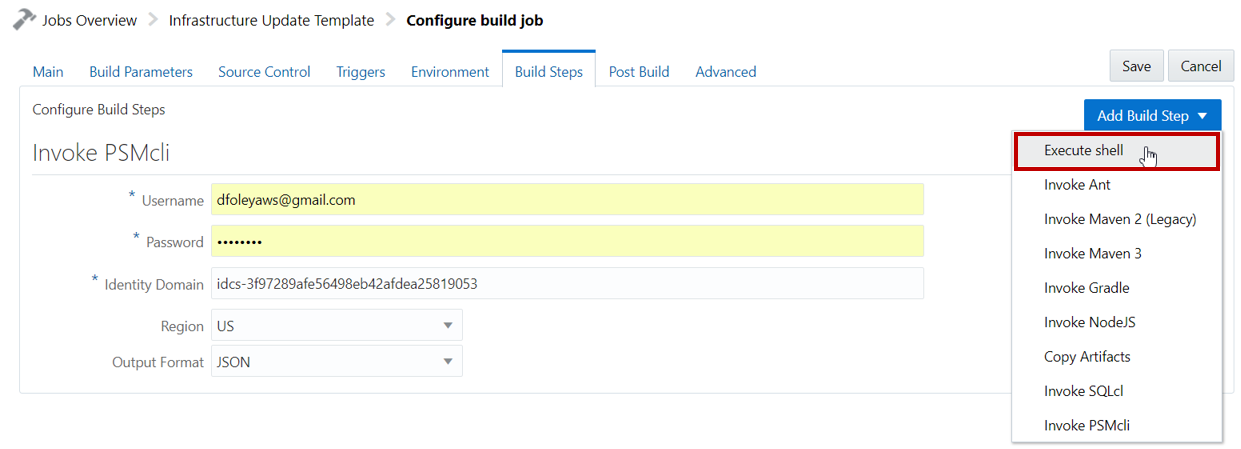 Jobs Overview > Infrastructure Update Template > Configure build job
Main Build Parameters Source Control Triggers Environment Build Steps Post Build Advanced Save Cancel
Configure Build Steps
Add Build Step
Invoke PSMcli
* Username dfoleyaws@gmail.com
* Password ••••••••
* Identity Domain idcs-3f97289afe56498eb42afdea25819053
Region US
Output Format JSON
Execute shell
Invoke Ant
Invoke Maven 2 (Legacy)
Invoke Maven 3
Invoke Gradle
Invoke NodeJS
Copy Artifacts
Invoke SQLcl
Invoke PSMcli